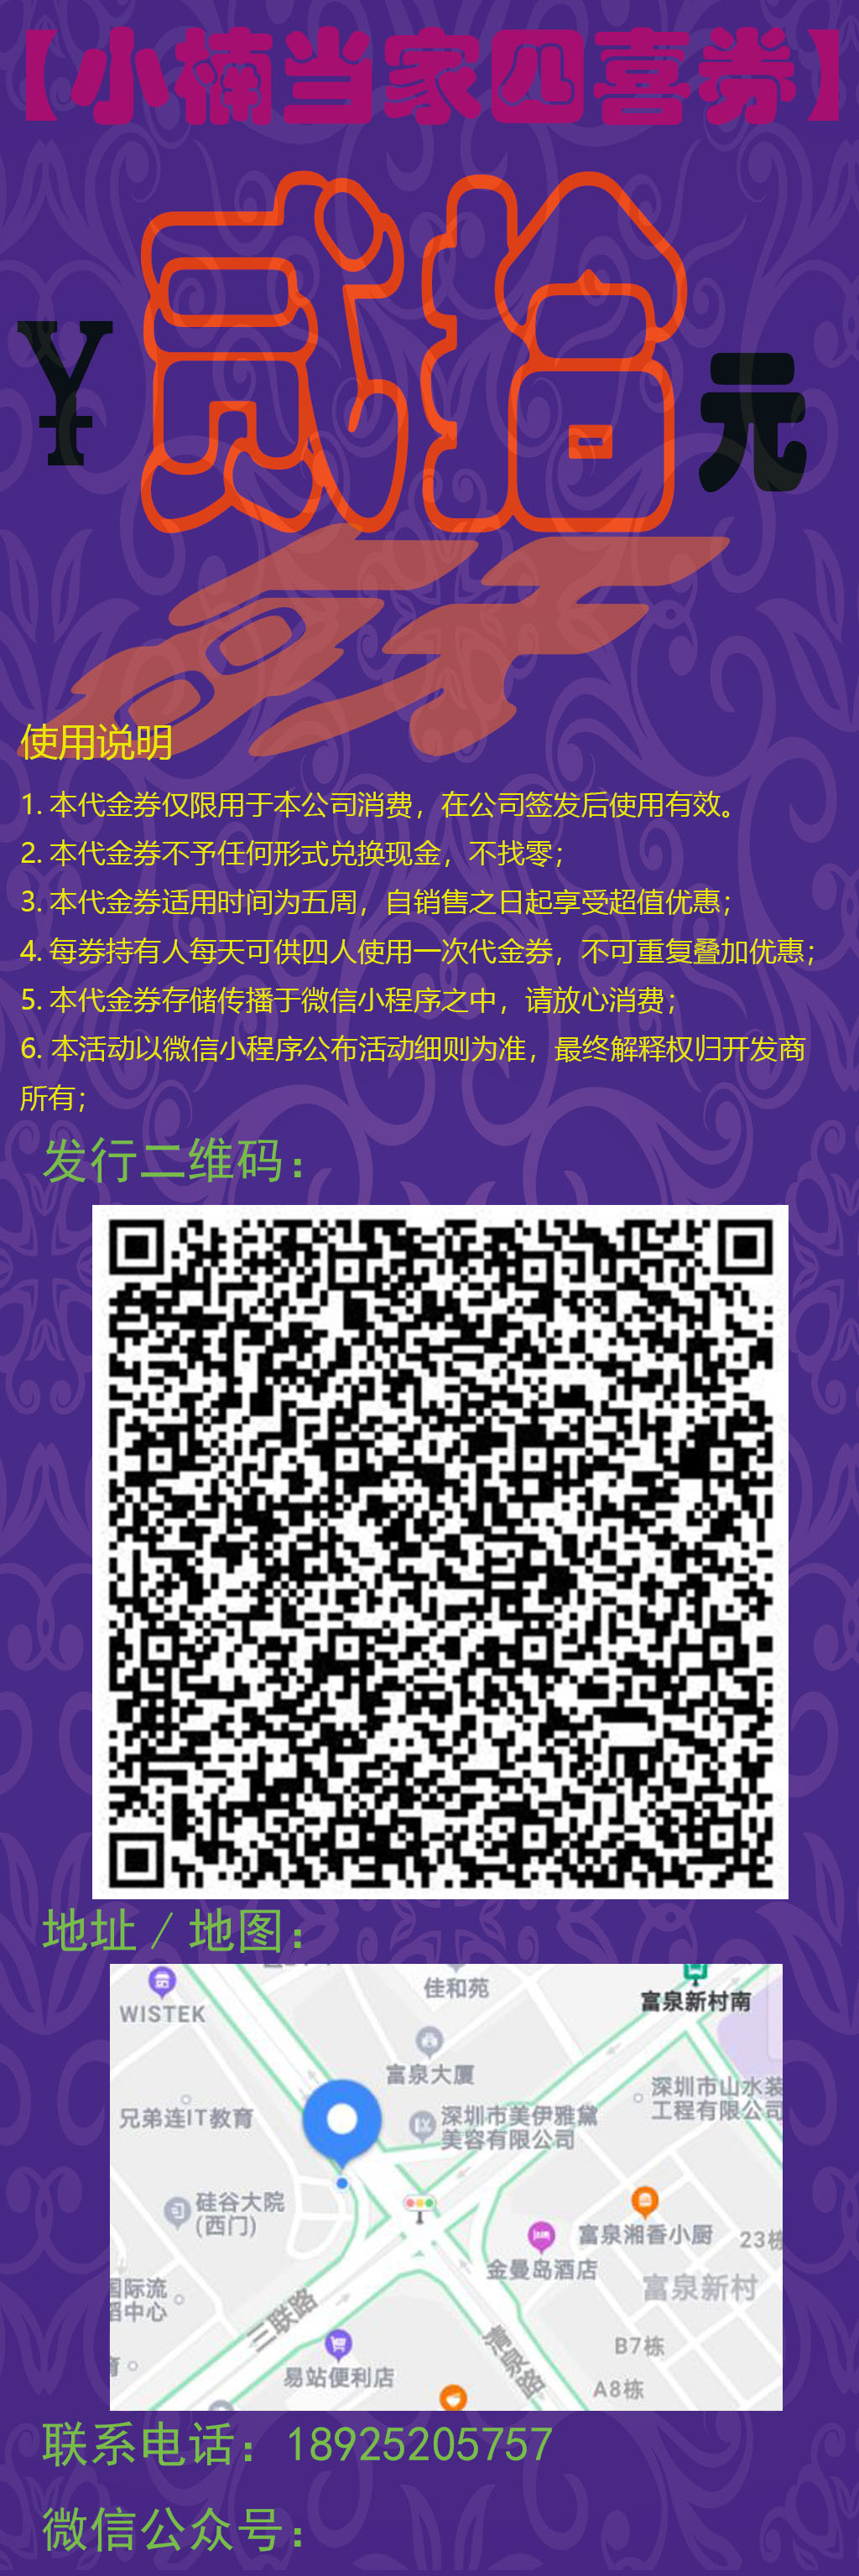 【小楠当家四喜券】
¥ 贰拾 元
使用说明
1. 本代金券仅限用于本公司消费，在公司签发后使用有效。
2. 本代金券不予任何形式兑换现金，不找零；
3. 本代金券适用时间为五周，自销售之日起享受超值优惠；
4. 每券持有人每天可供四人使用一次代金券，不可重复叠加优惠；
5. 本代金券存储传播于微信小程序之中，请放心消费；
6. 本活动以微信小程序公布活动细则为准，最终解释权归开发商
所有；
发行二维码：
地址／地图：
佳和苑
富泉新村南
WISTEK
富泉大厦
深圳市山水装
工程有限公司
兄弟连IT教育
深圳市美伊雅黛
美容有限公司
硅谷大院
(西门)
富泉湘香小厨
23栋
金曼岛酒店
国际流
中心
富泉新村
三联路
清泉路
B7栋
易站便利店
A8栋
联系电话：18925205757
微信公众号：